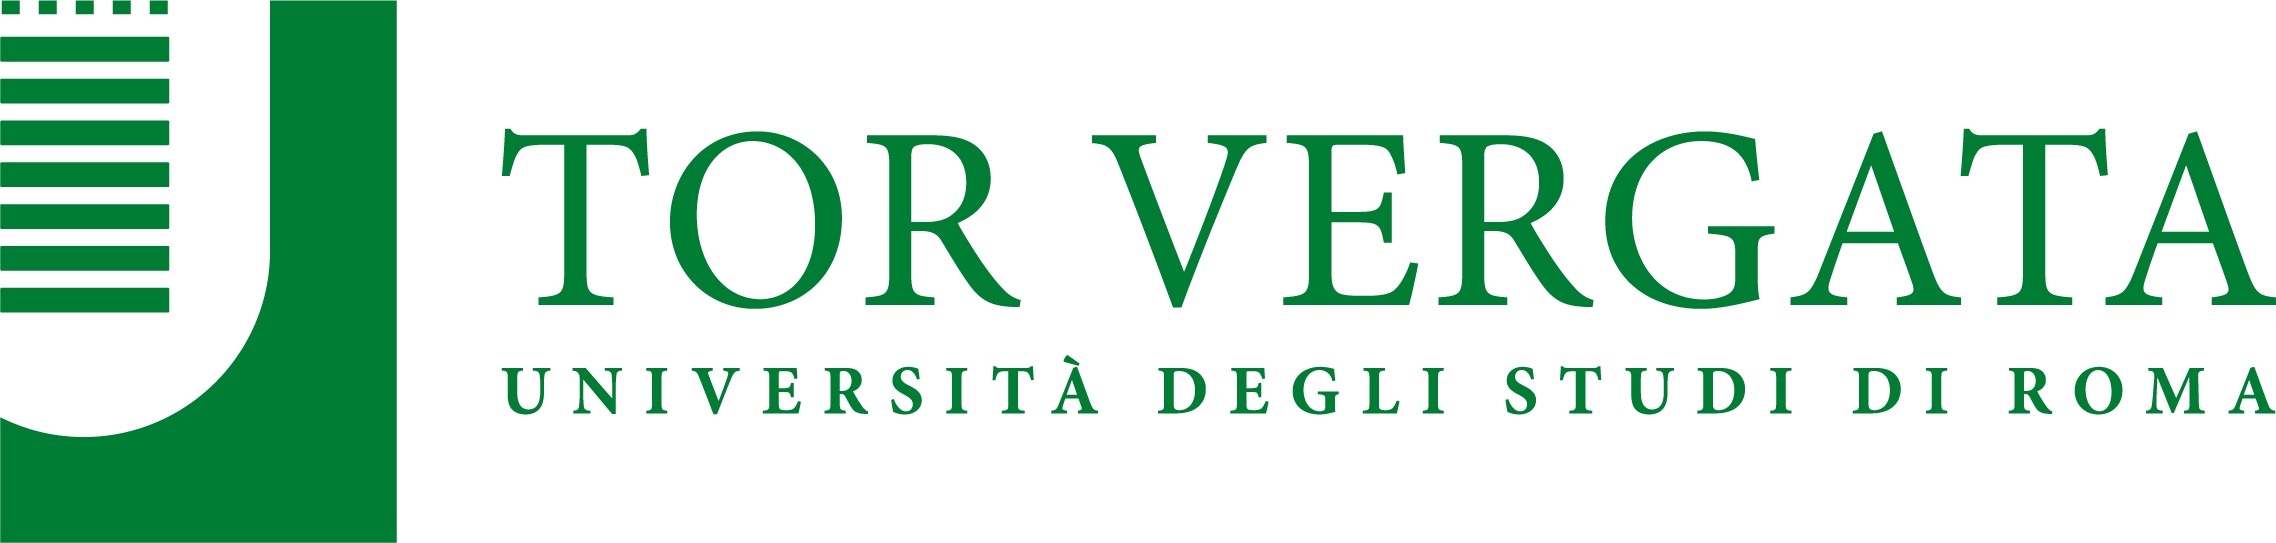 TOR VERGATA
UNIVERSITÀ DEGLI STUDI DI ROMA